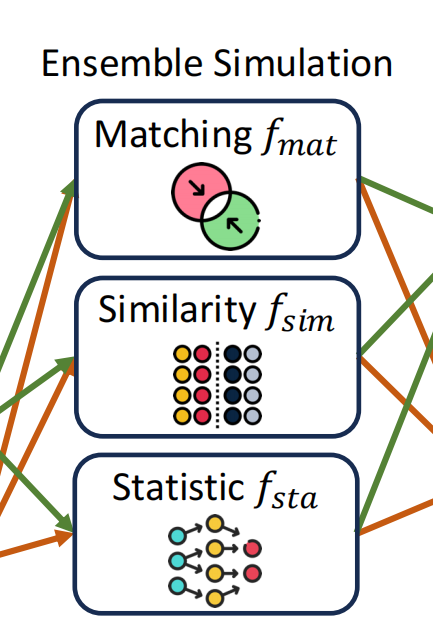 Ensemble Simulation
Matching f_mat
Similarity f_sim
Statistic f_sta